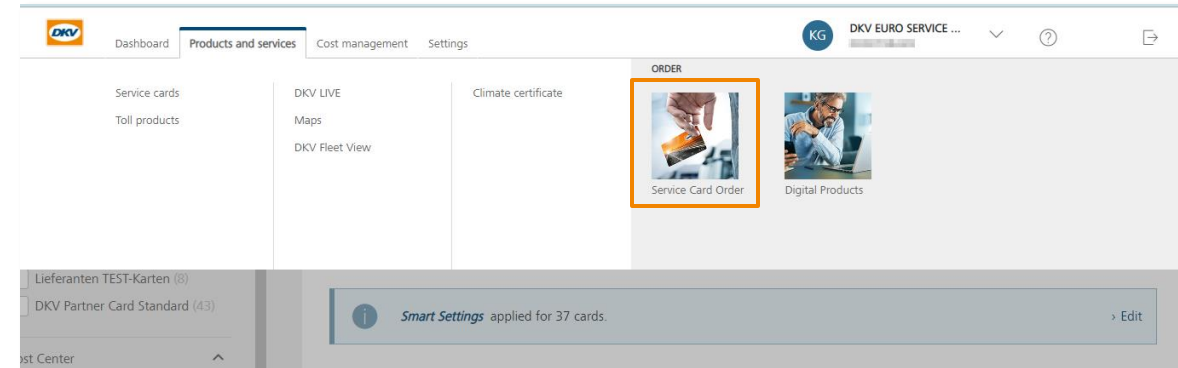 DKV
Dashboard Products and services Cost management Settings
KG DKV EURO SERVICE ...
ORDER
Service cards
Toll products
DKV LIVE
Maps
DKV Fleet View
Climate certificate
Service Card Order
Digital Products
Lieferanten TEST-Karten (8)
DKV Partner Card Standard (43)
ost Center
Smart Settings applied for 37 cards.
› Edit